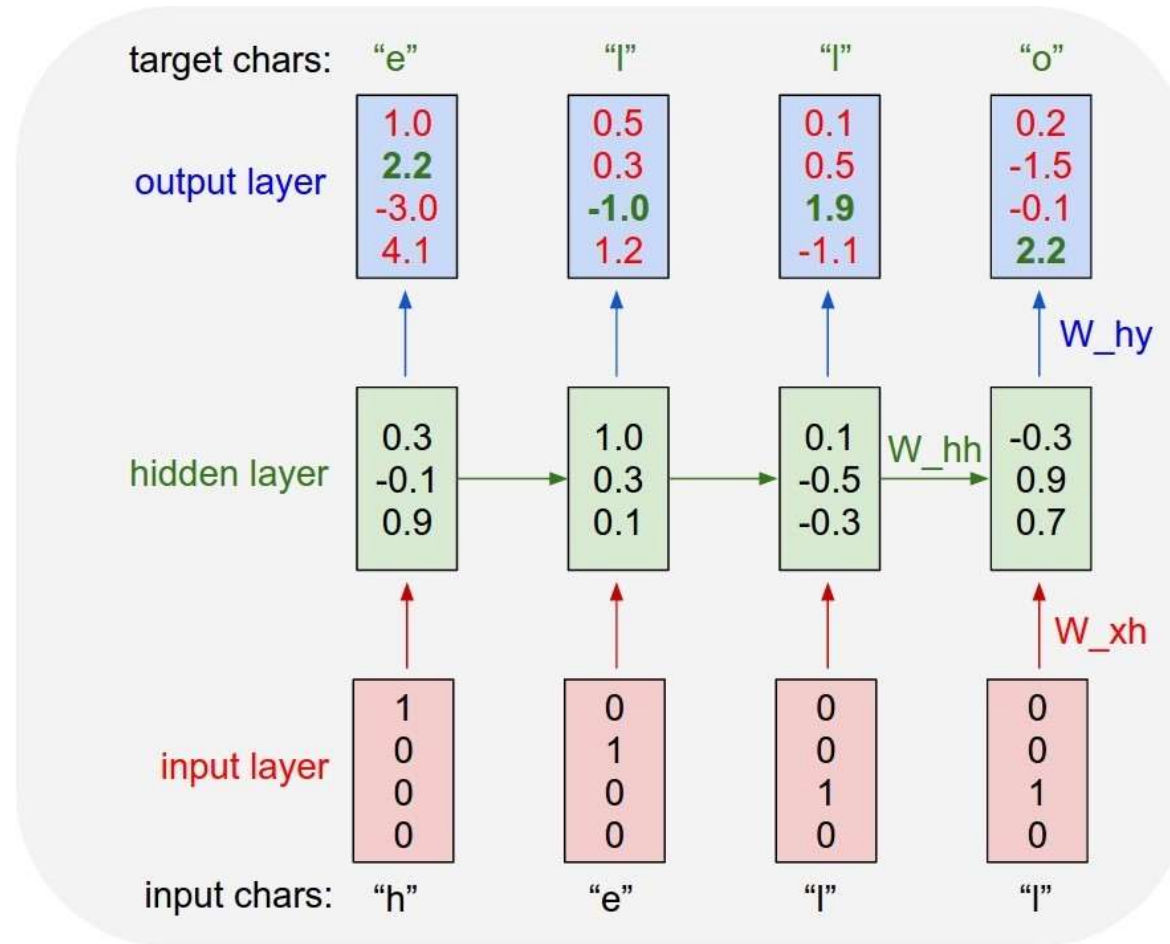 target chars: “e” “l” “l” “o”
1.0 0.5 0.1 0.2
2.2 0.3 0.5 -1.5
output layer
-3.0 -1.0 1.9 -0.1
4.1 1.2 -1.1 2.2
W_hy
0.3 1.0 0.1 -0.3
W_hh
hidden layer -0.1 0.3 -0.5 0.9
0.9 0.1 -0.3 0.7
W_xh
1 0 0 0
0 1 0 0
input layer
0 0 1 1
0 0 0 0
input chars: “h” “e” “l” “l”